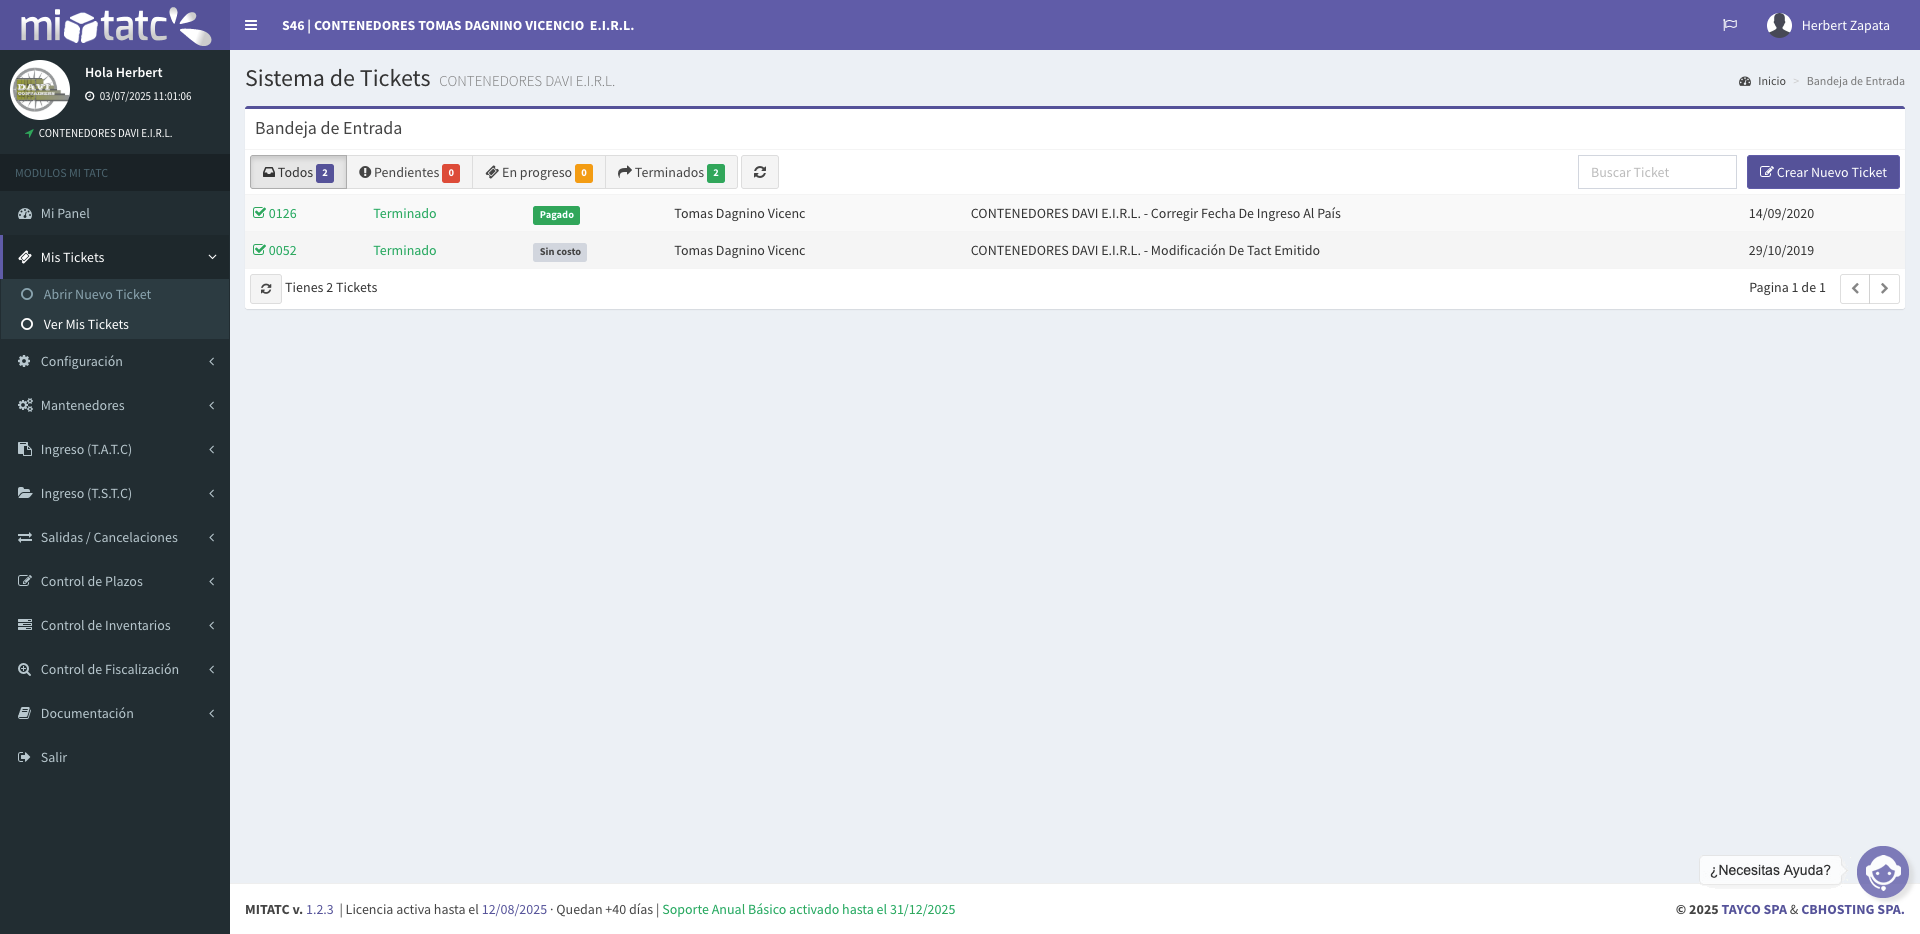 mitatc
S46 | CONTENEDORES TOMAS DAGNINO VICENCIO E.I.R.L.
Herbert Zapata
DAVI
Hola Herbert
03/07/2025 11:01:06
CONTENEDORES DAVI E.I.R.L.
MODULOS MI TATC
Mi Panel
Mis Tickets
Abrir Nuevo Ticket
Ver Mis Tickets
Configuración
Mantenedores
Ingreso (T.A.T.C)
Ingreso (T.S.T.C)
Salidas / Cancelaciones
Control de Plazos
Control de Inventarios
Control de Fiscalización
Documentación
Salir
Sistema de Tickets CONTENEDORES DAVI E.I.R.L.
Inicio > Bandeja de Entrada
Bandeja de Entrada
Todos 2 Pendientes 0 En progreso 0 Terminados 2 Buscar Ticket Crear Nuevo Ticket
0126 Terminado Pagado Tomas Dagnino Vicenc CONTENEDORES DAVI E.I.R.L. - Corregir Fecha De Ingreso Al País 14/09/2020
0052 Terminado Sin costo Tomas Dagnino Vicenc CONTENEDORES DAVI E.I.R.L. - Modificación De Tact Emitido 29/10/2019
Tienes 2 Tickets Pagina 1 de 1
¿Necesitas Ayuda?
MITATC v. 1.2.3 | Licencia activa hasta el 12/08/2025 · Quedan +40 días | Soporte Anual Básico activado hasta el 31/12/2025
© 2025 TAYCO SPA & CBHOSTING SPA.